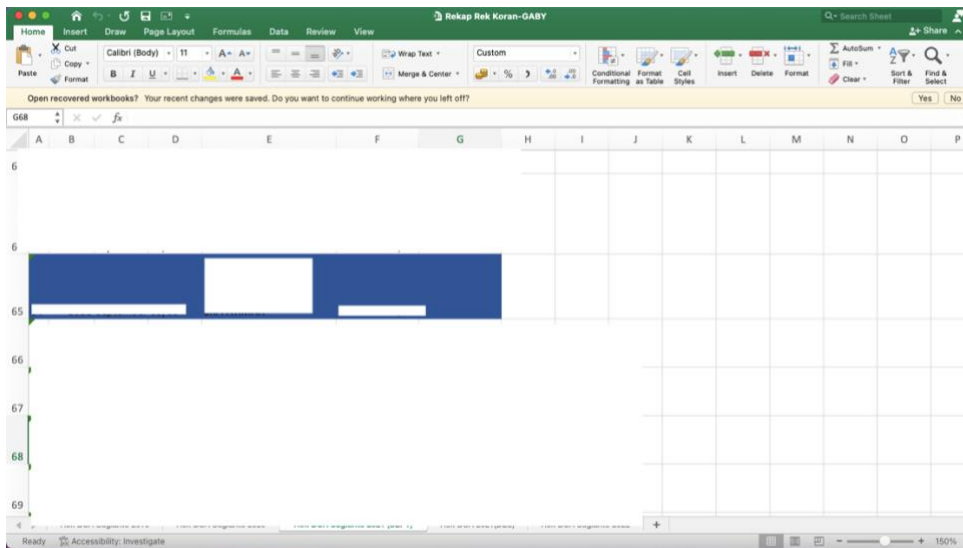 Rekap Rek Koran-GABY
Search Sheet
Home Insert Draw Page Layout Formulas Data Review View
Share
Paste
Cut
Copy
Format
Calibri (Body) 11
A A
B I U
A
Wrap Text
Merge & Center
Custom
%
Conditional Formatting
Format as Table
Cell Styles
Insert
Delete
Format
AutoSum
Fill
Clear
Sort & Filter
Find & Select
Open recovered workbooks? Your recent changes were saved. Do you want to continue working where you left off?
Yes No
G68 fx
A B C D E F G H I J K L M N O P
6
6
65
66
67
68
69
Ready Accessibility: Investigate
150%